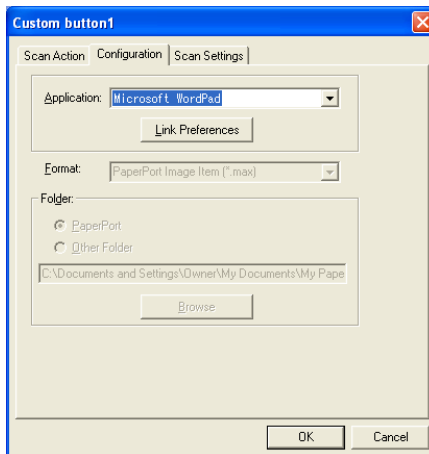 Custom button1
Scan Action Configuration Scan Settings
Application: Microsoft WordPad
Link Preferences
Format: PaperPort Image Item (*.max)
Folder:
PaperPort
Other Folder
C:\Documents and Settings\Owner\My Documents\My Pape
Browse
OK Cancel